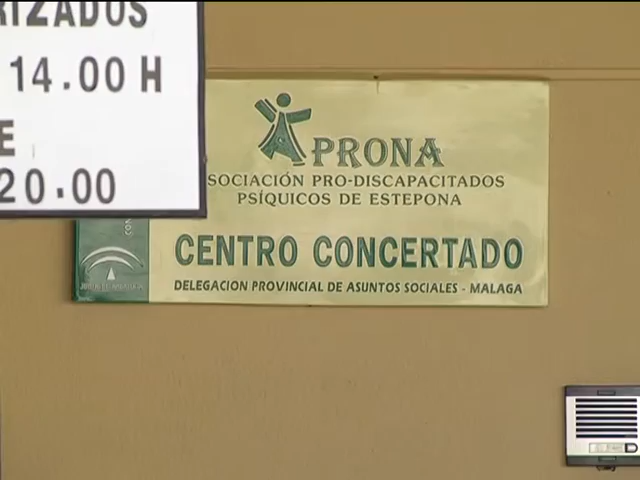 RIZADOS
14.00 H
E
20.00
APRONA
SOCIACIÓN PRO-DISCAPACITADOS
PSÍQUICOS DE ESTEPONA
CENTRO CONCERTADO
DELEGACION PROVINCIAL DE ASUNTOS SOCIALES - MALAGA